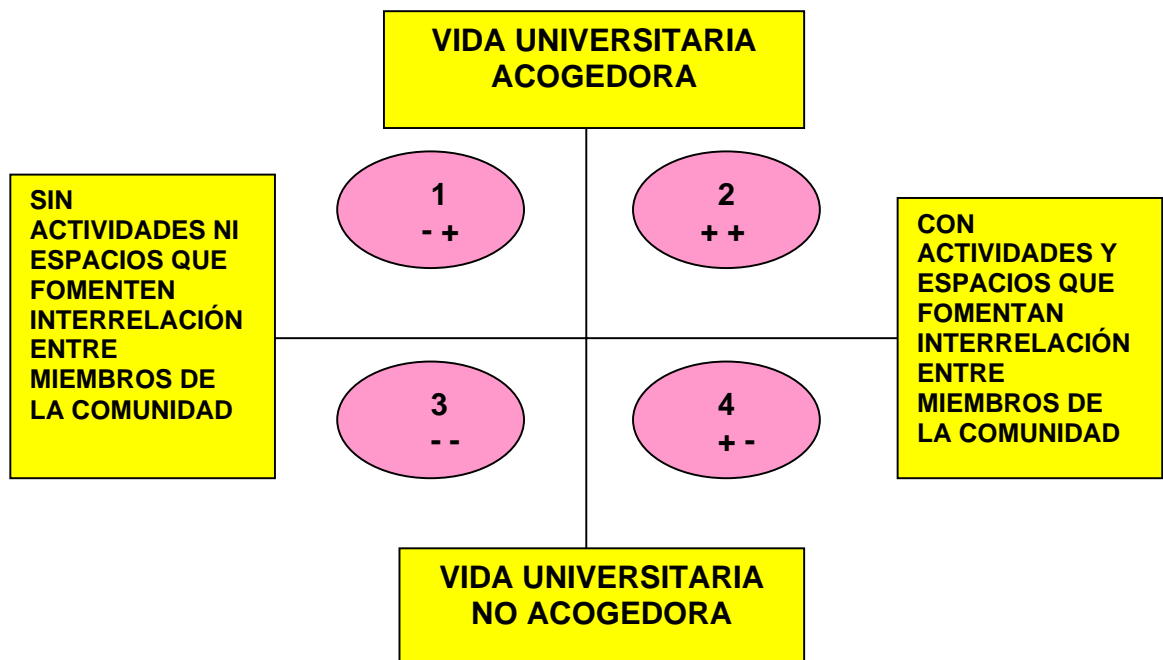 VIDA UNIVERSITARIA
ACOGEDORA
SIN
ACTIVIDADES NI
ESPACIOS QUE
FOMENTEN
INTERRELACIÓN
ENTRE
MIEMBROS DE
LA COMUNIDAD
1
- +
2
+ +
CON
ACTIVIDADES Y
ESPACIOS QUE
FOMENTAN
INTERRELACIÓN
ENTRE
MIEMBROS DE
LA COMUNIDAD
3
- -
4
+ -
VIDA UNIVERSITARIA
NO ACOGEDORA